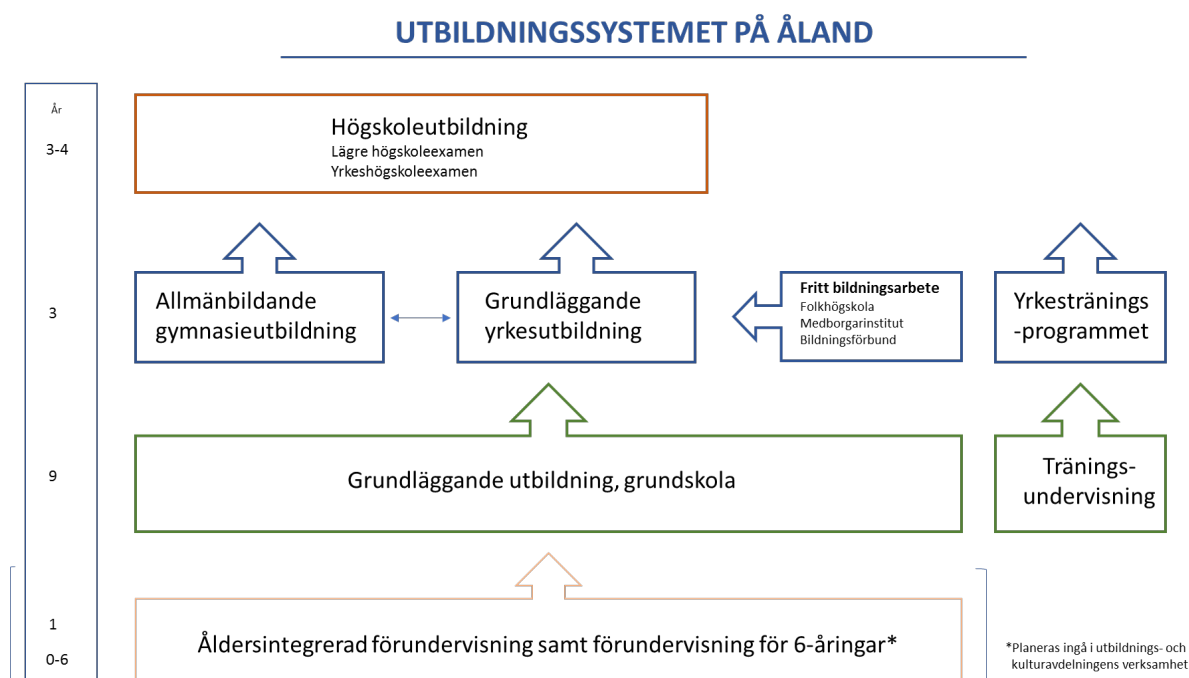 UTBILDNINGSSYSTEMET PÅ ÅLAND
År
3-4
Högskoleutbildning
Lägre högskoleexamen
Yrkeshögskoleexamen
3
Allmänbildande
gymnasieutbildning
Grundläggande
yrkesutbildning
Fritt bildningsarbete
Folkhögskola
Medborgarinstitut
Bildningsförbund
Yrkestränings
-programmet
9
Grundläggande utbildning, grundskola
Tränings-
undervisning
1
0-6
Åldersintegrerad förundervisning samt förundervisning för 6-åringar*
*Planeras ingå i utbildnings- och
kulturavdelningens verksamhet